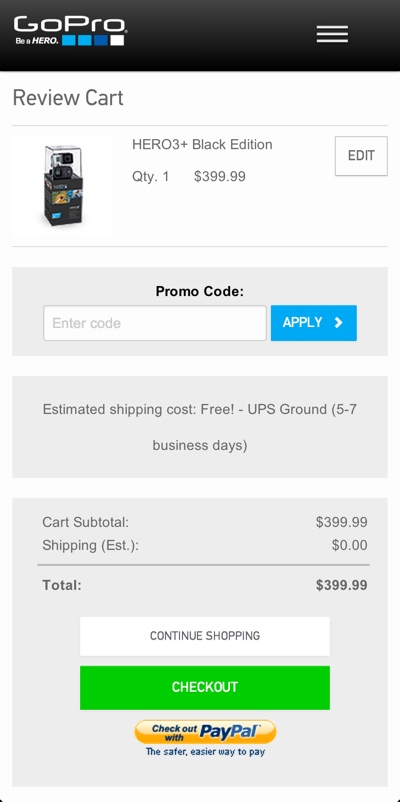 GoPro
Be a HERO.
Review Cart
HERO3+ Black Edition
EDIT
Qty. 1 $399.99
Promo Code:
Enter code
APPLY
Estimated shipping cost: Free! - UPS Ground (5-7
business days)
Cart Subtotal: $399.99
Shipping (Est.): $0.00
Total: $399.99
CONTINUE SHOPPING
CHECKOUT
Check out
with PayPal
The safer, easier way to pay